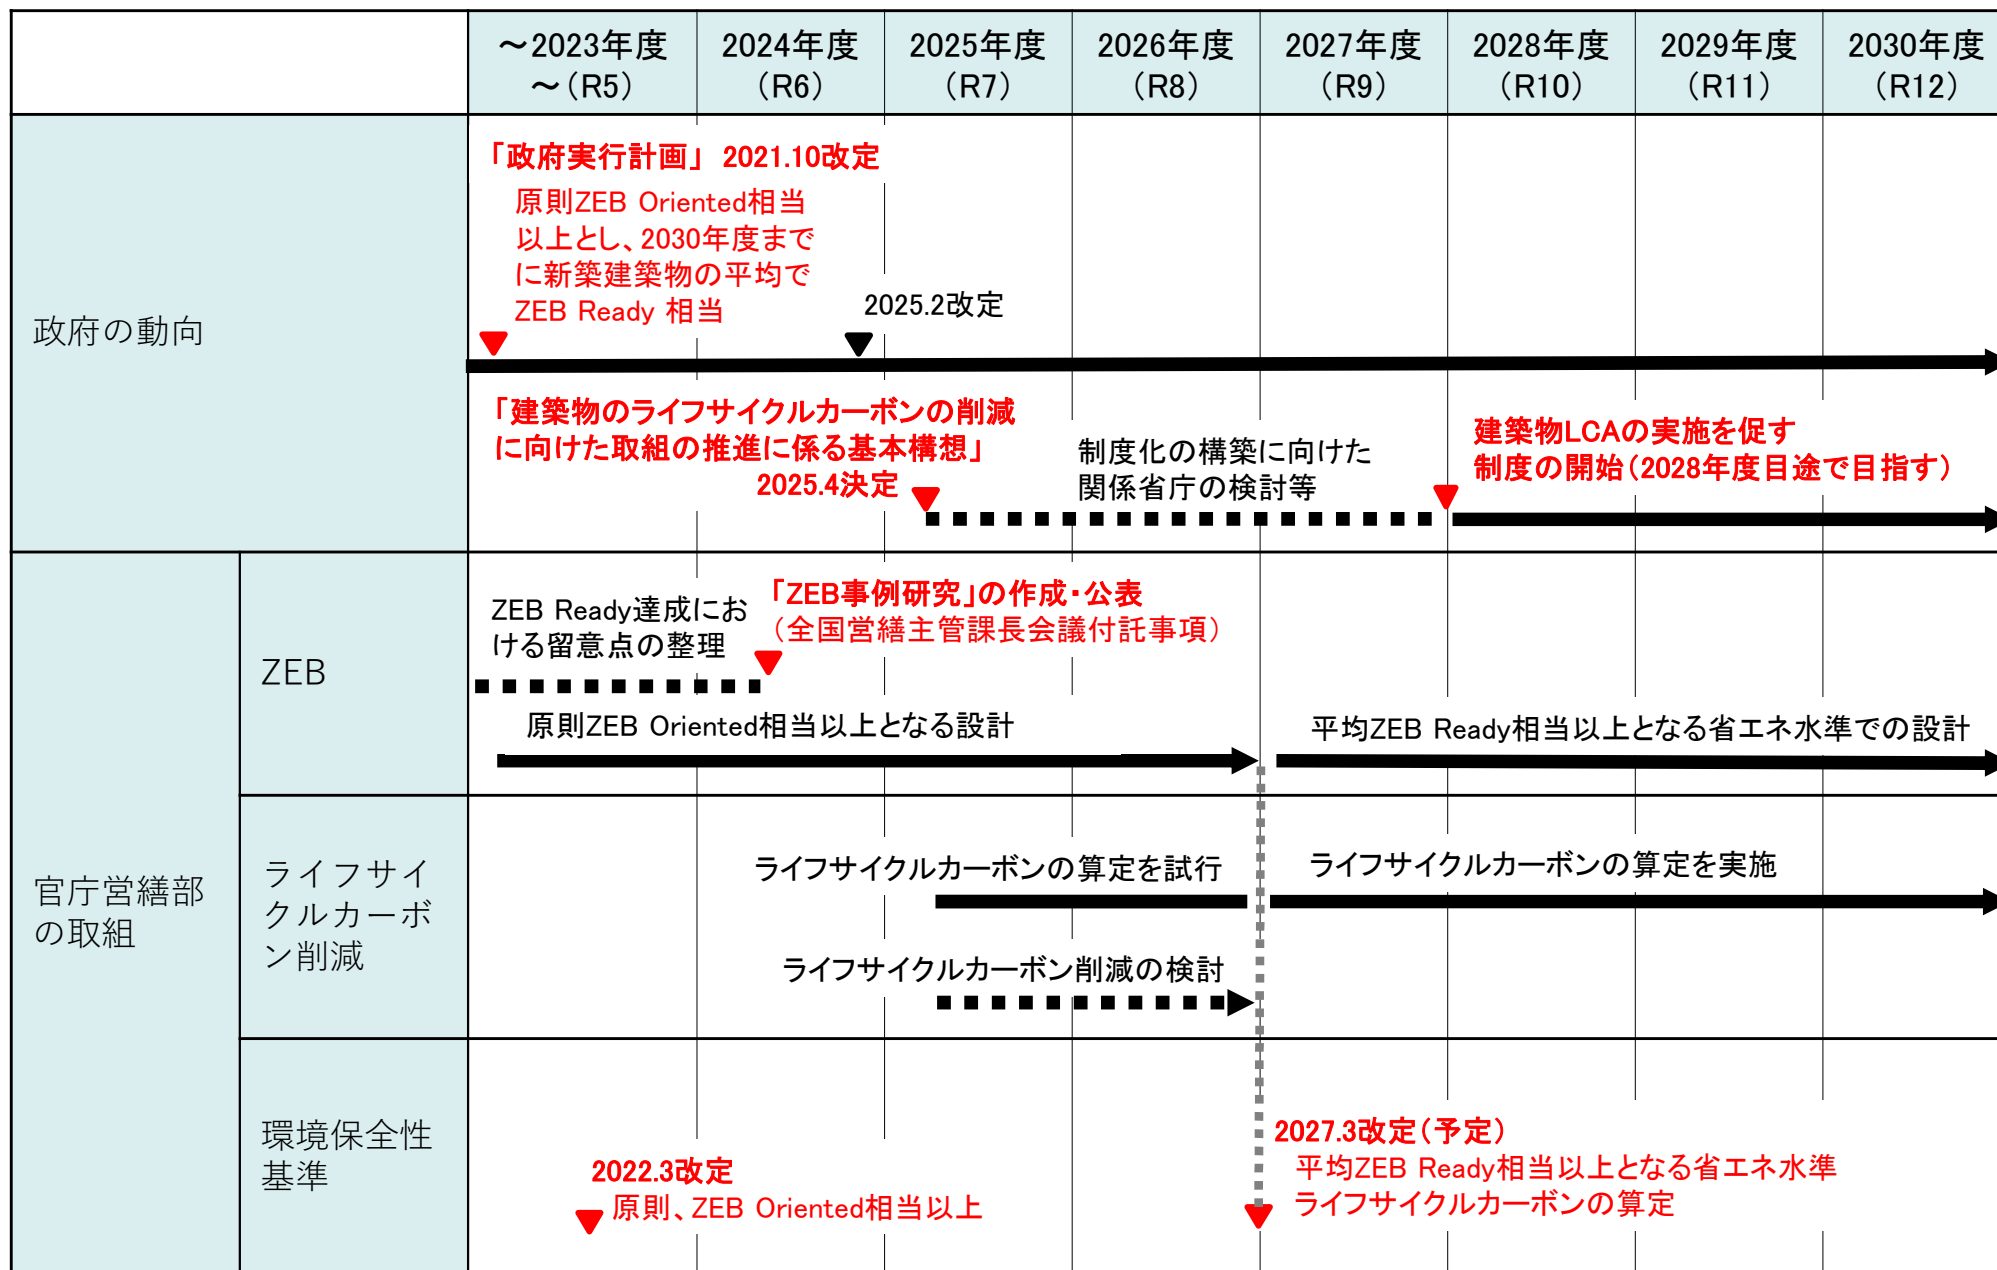 ～2023年度
～（R5）
2024年度
（R6）
2025年度
（R7）
2026年度
（R8）
2027年度
（R9）
2028年度
（R10）
2029年度
（R11）
2030年度
（R12）
政府の動向
「政府実行計画」 2021.10改定
原則ZEB Oriented相当
以上とし、2030年度まで
に新築建築物の平均で
ZEB Ready 相当
2025.2改定
「建築物のライフサイクルカーボンの削減
に向けた取組の推進に係る基本構想」
2025.4決定
制度化の構築に向けた
関係省庁の検討等
建築物LCAの実施を促す
制度の開始（2028年度目途で目指す）
官庁営繕部
の取組
ZEB
ZEB Ready達成にお
ける留意点の整理
「ZEB事例研究」の作成・公表
（全国営繕主管課長会議付託事項）
原則ZEB Oriented相当以上となる設計
平均ZEB Ready相当以上となる省エネ水準での設計
ライフサイ
クルカーボ
ン削減
ライフサイクルカーボンの算定を試行
ライフサイクルカーボンの算定を実施
ライフサイクルカーボン削減の検討
環境保全性
基準
2022.3改定
原則、ZEB Oriented相当以上
2027.3改定（予定）
平均ZEB Ready相当以上となる省エネ水準
ライフサイクルカーボンの算定